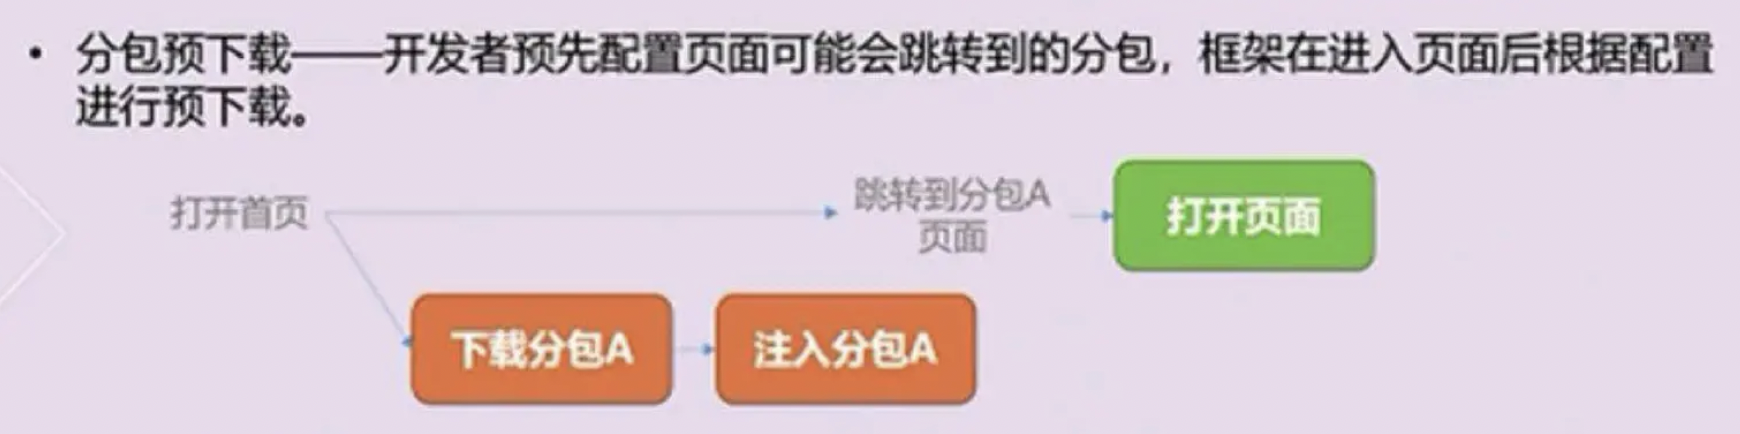 • 分包预下载——开发者预先配置页面可能会跳转到的分包，框架在进入页面后根据配置
进行预下载。
打开首页
跳转到分包A
页面
打开页面
下载分包A
注入分包A